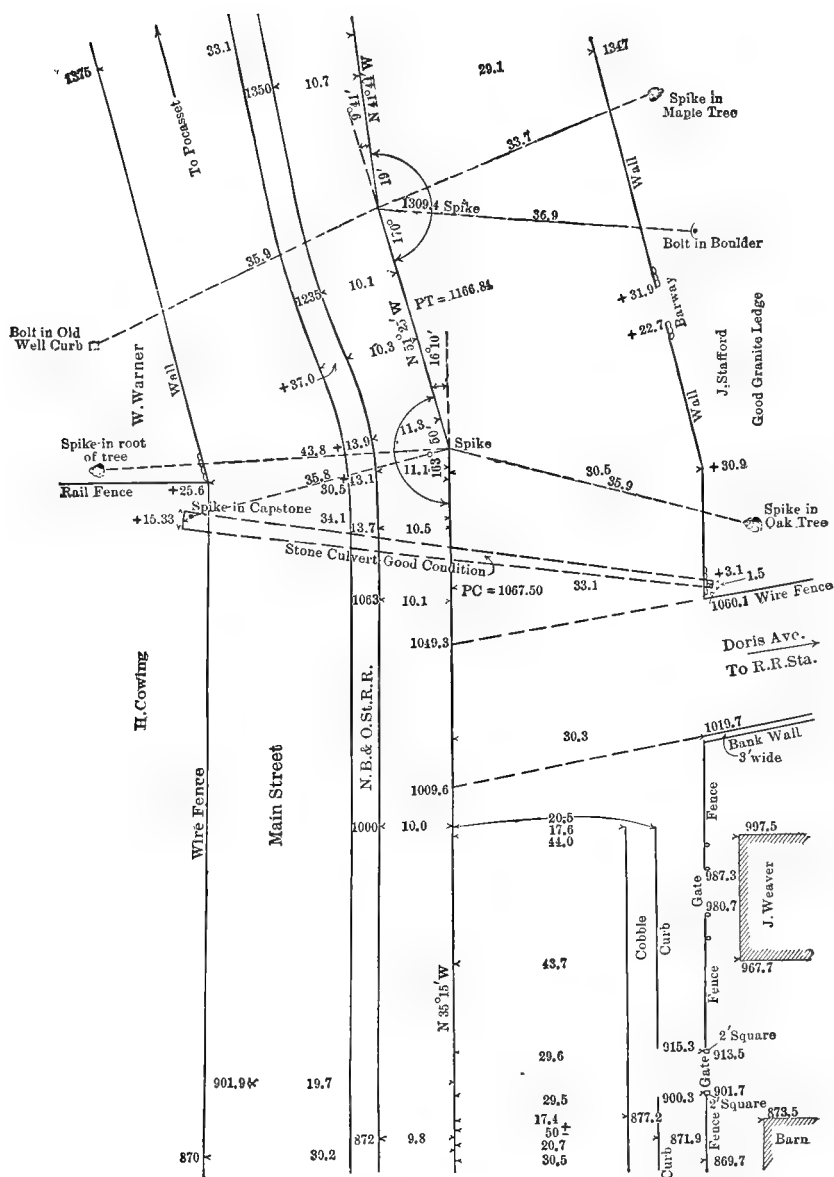 1375
To Pocasset
33.1
1350
10.7
N 41°41' W
9°41'
29.1
1347
Spike in
Maple Tree
33.7
Wall
19'
1309.4 Spike
170°
36.9
Bolt in Boulder
35.9
10.1
1235
PT = 1166.84
+31.9
Barway
+22.7
Bolt in Old
Well Curb
W. Warner
Wall
10.3
N 51°25' W
16°10'
+37.0
J. Stafford
Good Granite Ledge
Wall
Spike in root
of tree
43.8
+13.9
11.3
163°50'
Spike
Rail Fence
+25.6
35.8
+43.1
11.1
30.5
30.5
35.9
+30.9
Spike in
Oak Tree
Spike in Capstone
+15.33
34.1
13.7
10.5
Stone Culvert Good Condition
33.1
+3.1
1.5
1063
10.1
PC = 1067.50
1060.1 Wire Fence
1049.3
Doris Ave.
To R.R.Sta.
H. Cowing
N.B. & O. St. R.R.
Main Street
Wire Fence
30.3
1019.7
Bank Wall
3' wide
1009.6
1000
10.0
20.5
17.6
44.0
Fence
997.5
987.3
Gate
980.7
J. Weaver
Cobble
Curb
43.7
Fence
967.7
N 35°15' W
915.3
2' Square
29.6
913.5
Gate
901.9
19.7
29.5
900.3
901.7
2' Square
17.4
877.2
873.5
872
9.8
50±
871.9
Fence
Barn
20.7
870
30.2
30.5
Curb
869.7